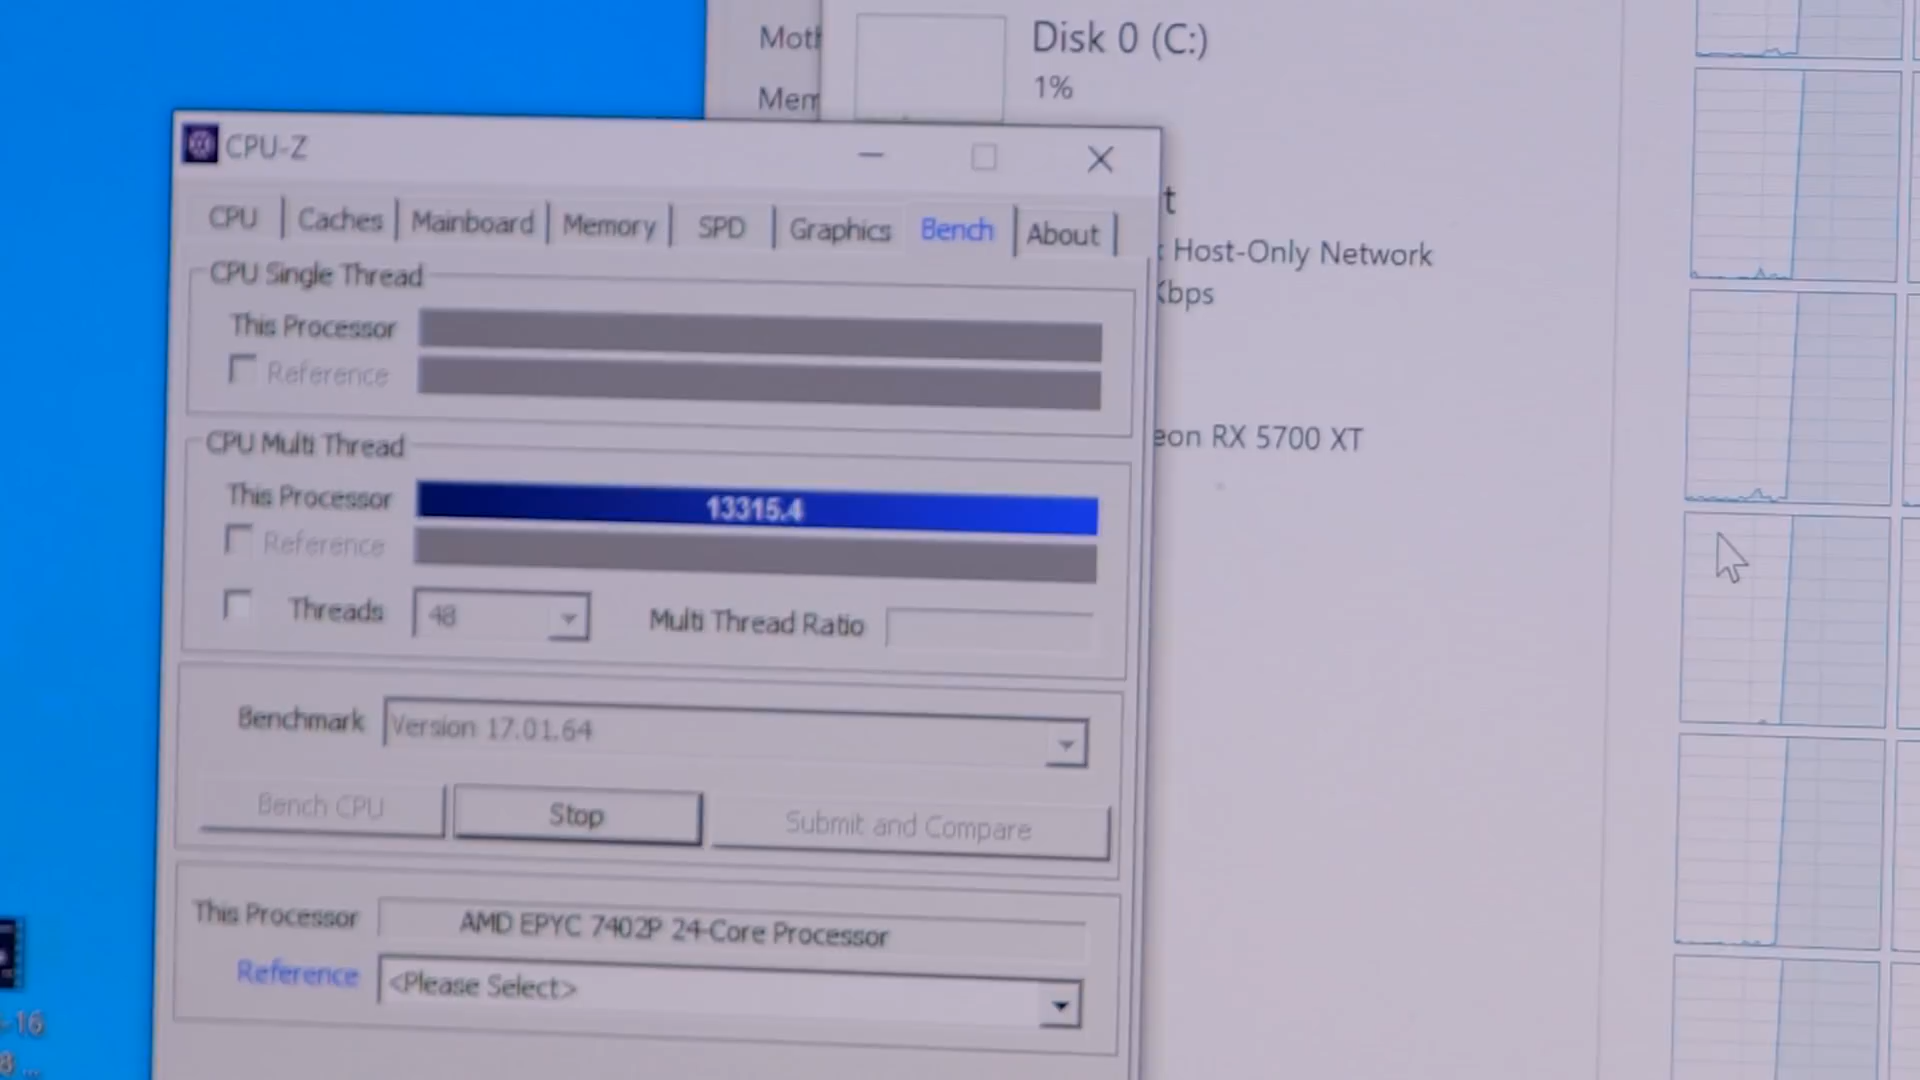 Disk 0 (C:)
1%
CPU-Z
CPU
Caches
Mainboard
Memory
SPD
Graphics
Bench
About
CPU Single Thread
This Processor
Reference
CPU Multi Thread
This Processor
13315.4
Reference
Threads
48
Multi Thread Ratio
Benchmark
Version 17.01.64
Bench CPU
Stop
Submit and Compare
This Processor
AMD EPYC 7402P 24-Core Processor
Reference
<Please Select>
Host-Only Network
Kbps
eon RX 5700 XT
-16
8...